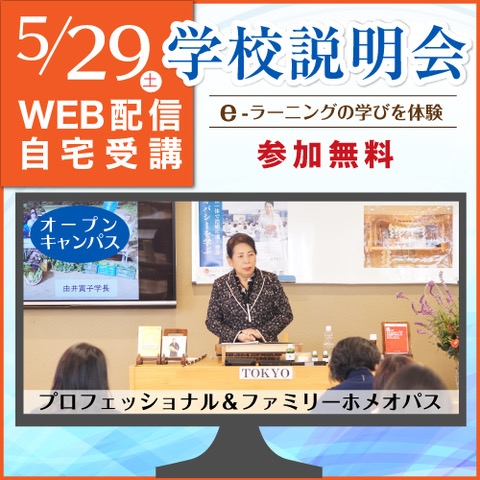 5/29土
学校説明会
WEB配信
自宅受講
e-ラーニングの学びを体験
参加無料
オープン
キャンパス
由井寅子学長
TOKYO
プロフェッショナル&ファミリーホメオパス